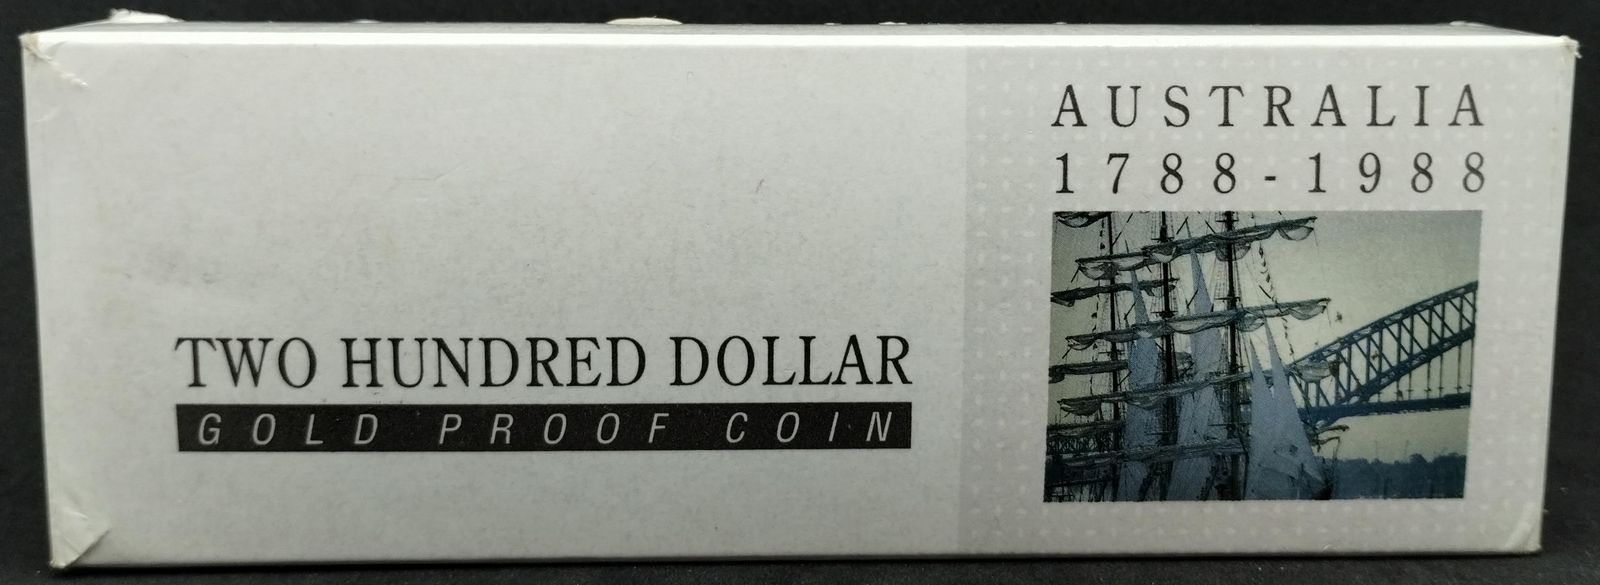 AUSTRALIA
1788-1988
TWO HUNDRED DOLLAR
GOLD PROOF COIN